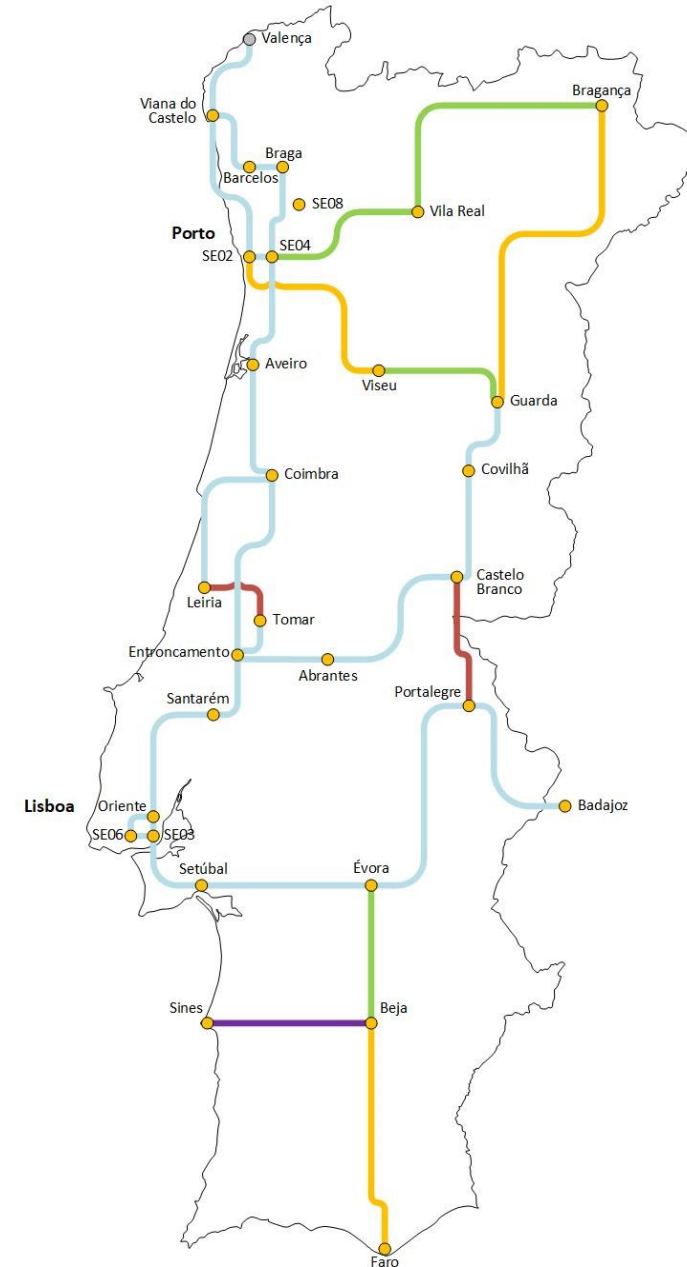 Valença
Bragança
Viana do
Castelo
Braga
Barcelos
SE08
Vila Real
Porto
SE04
SE02
Aveiro
Viseu
Guarda
Coimbra
Covilhã
Castelo
Branco
Leiria
Tomar
Entroncamento
Abrantes
Portalegre
Santarém
Lisboa
Oriente
Badajoz
SE06
SE03
Setúbal
Évora
Sines
Beja
Faro